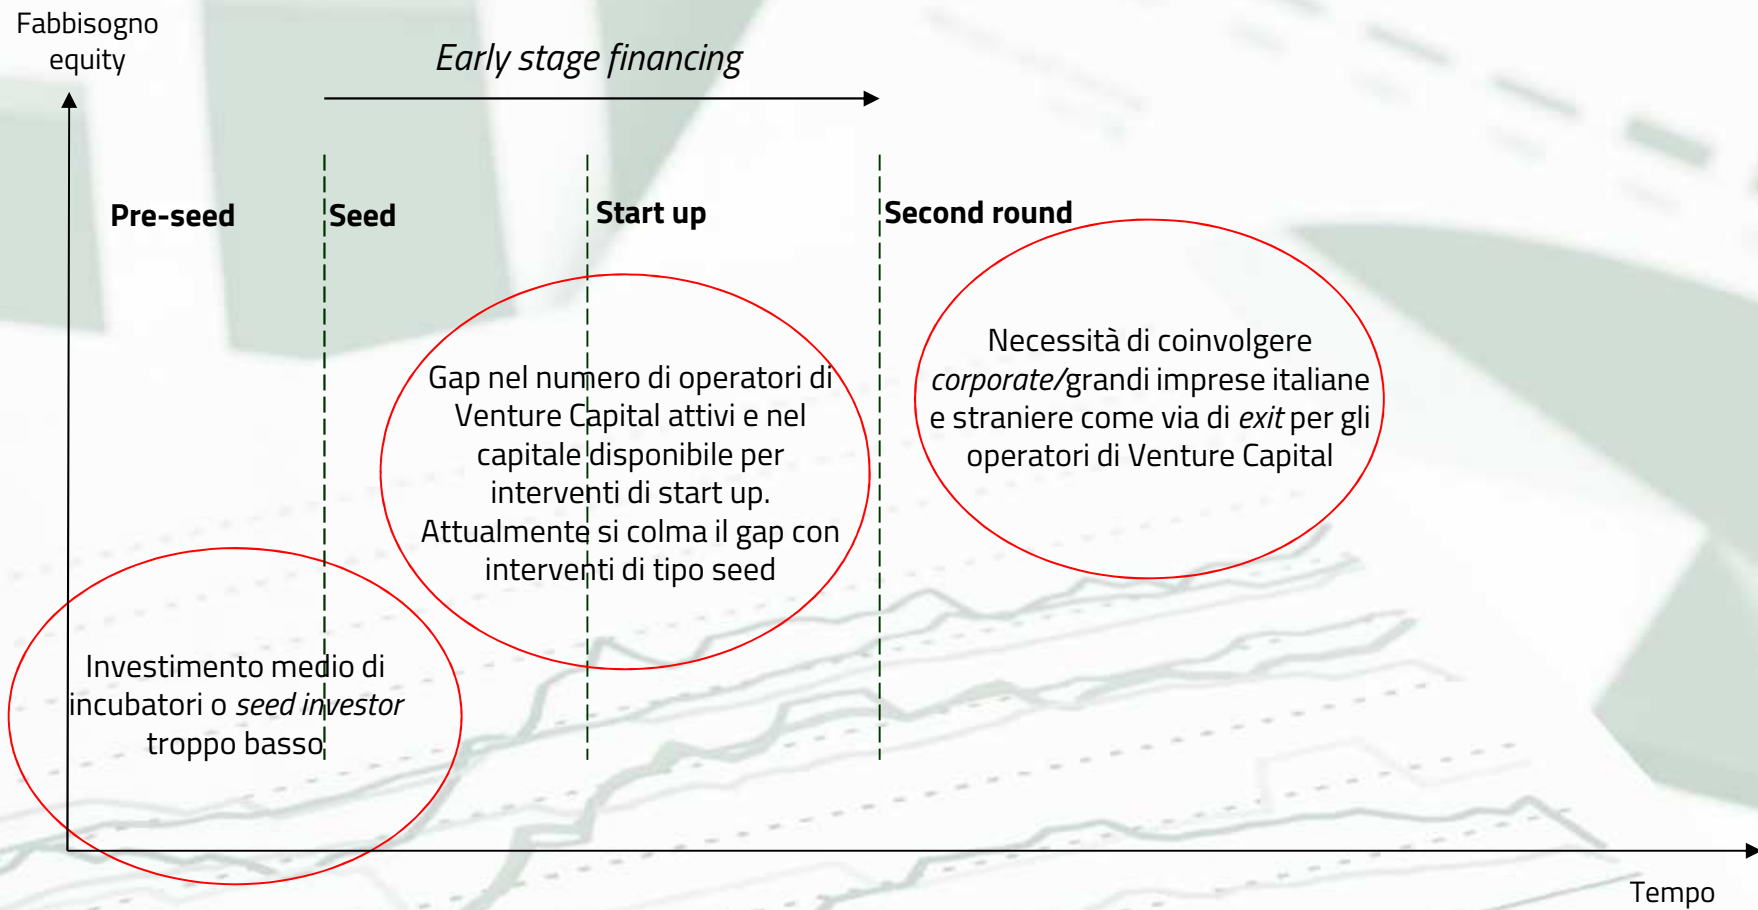 Fabbisogno
equity
Early stage financing
Pre-seed
Seed
Start up
Second round
Necessità di coinvolgere
corporate/grandi imprese italiane
e straniere come via di exit per gli
operatori di Venture Capital
Gap nel numero di operatori di
Venture Capital attivi e nel
capitale disponibile per
interventi di start up.
Attualmente si colma il gap con
interventi di tipo seed
Investimento medio di
incubatori o seed investor
troppo basso
Tempo